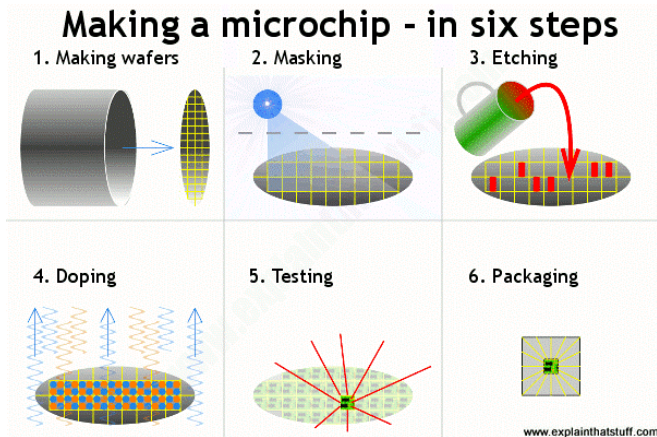 Making a microchip - in six steps
1. Making wafers
2. Masking
3. Etching
4. Doping
5. Testing
6. Packaging
www.explainthatstuff.com